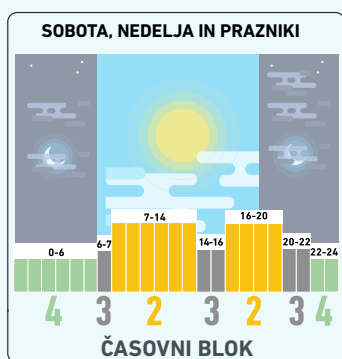 SOBOTA, NEDELJA IN PRAZNIKI
7-14
16-20
0-6
6-7
14-16
20-22
22-24
4 3 2 3 2 3 4
ČASOVNI BLOK